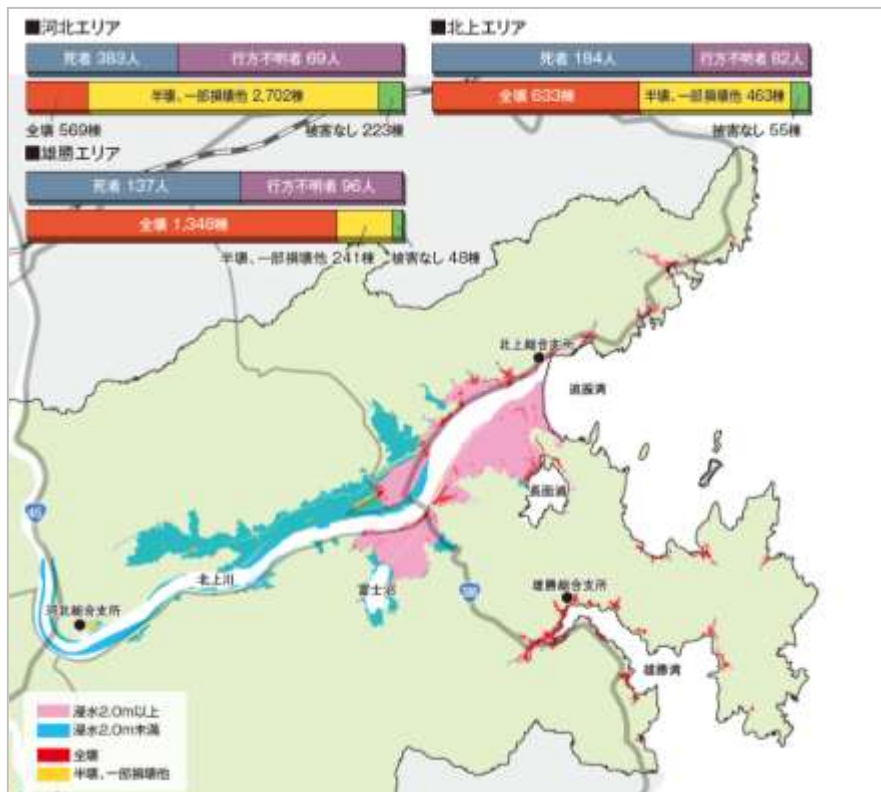 ■河北エリア
死者 383人
行方不明者 69人
半壊、一部損壊他 2,702棟
全壊 569棟
被害なし 223棟
■雄勝エリア
死者 137人
行方不明者 96人
全壊 1,346棟
半壊、一部損壊他 241棟
被害なし 48棟
■北上エリア
死者 184人
行方不明者 82人
全壊 633棟
半壊、一部損壊他 463棟
被害なし 55棟
北上総合支所
追波湾
長面浦
45
北上川
富士沼
河北総合支所
雄勝総合支所
雄勝湾
浸水2.0m以上
浸水2.0m未満
全壊
半壊、一部損壊他